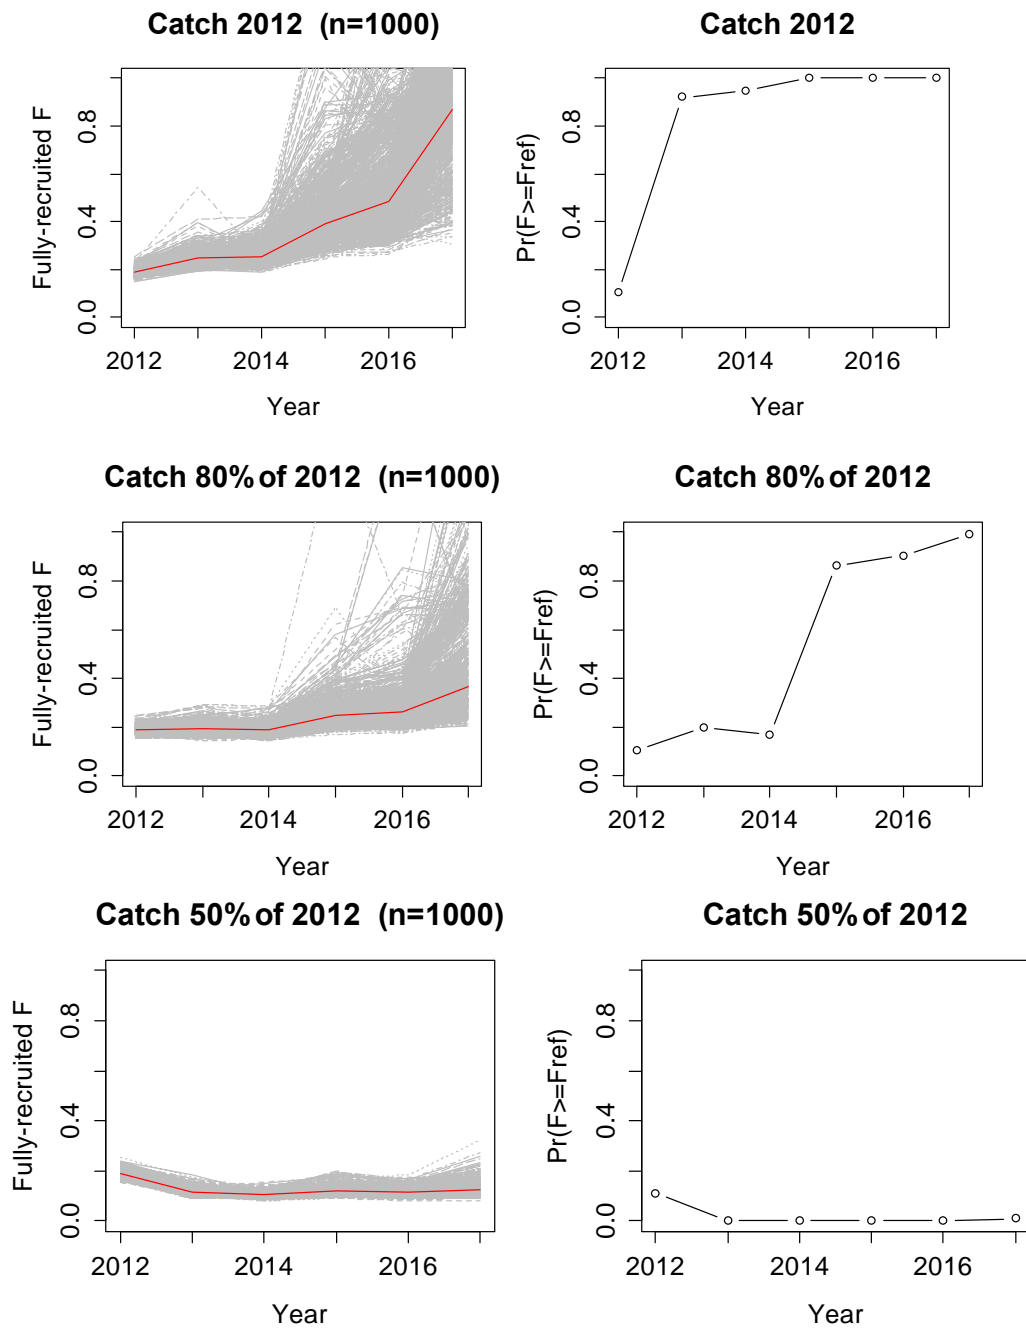 Catch 2012 (n=1000)
Catch 2012
Fully-recruited F
0.0 0.4 0.8
2012 2014 2016
Year
Pr(F>=Fref)
0.0 0.4 0.8
2012 2014 2016
Year
Catch 80% of 2012 (n=1000)
Catch 80% of 2012
Fully-recruited F
0.0 0.4 0.8
2012 2014 2016
Year
Pr(F>=Fref)
0.0 0.4 0.8
2012 2014 2016
Year
Catch 50% of 2012 (n=1000)
Catch 50% of 2012
Fully-recruited F
0.0 0.4 0.8
2012 2014 2016
Year
Pr(F>=Fref)
0.0 0.4 0.8
2012 2014 2016
Year